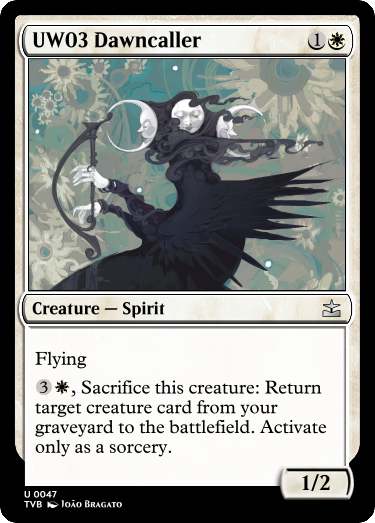 UW03 Dawncaller 1
Creature — Spirit
Flying
3, Sacrifice this creature: Return
target creature card from your
graveyard to the battlefield. Activate
only as a sorcery.
1/2
U 0047
TVB João Bragato